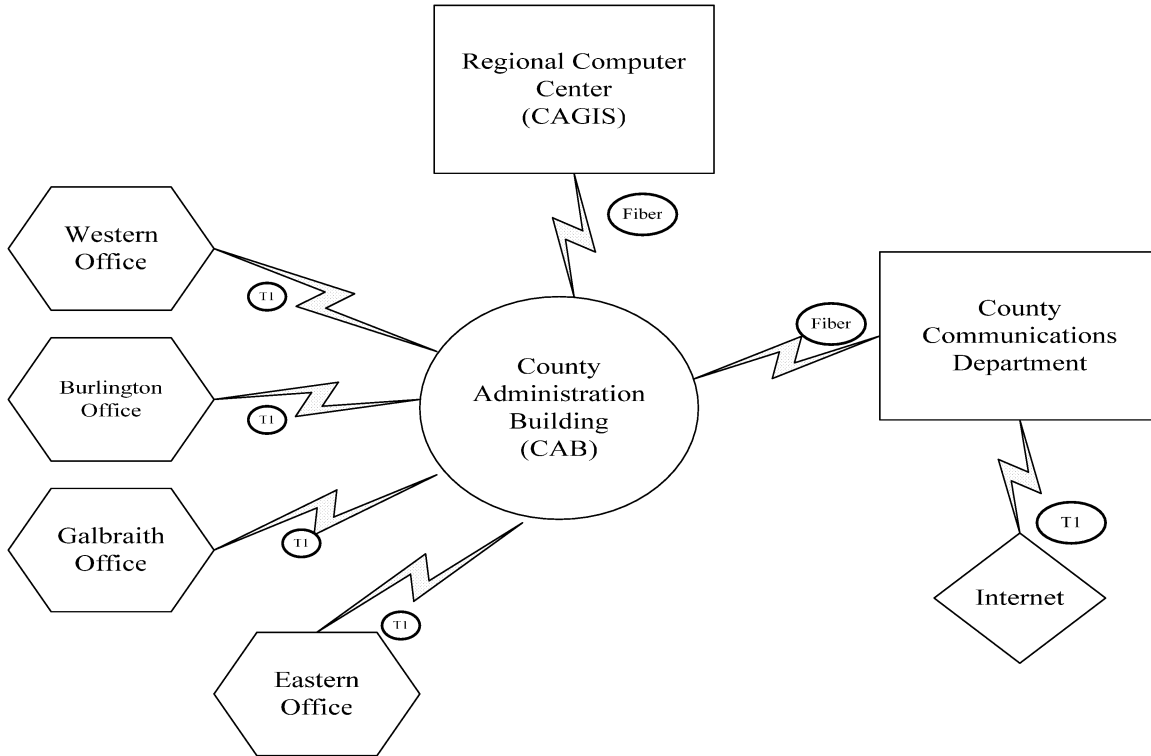 Regional Computer
Center
(CAGIS)
Fiber
Western
Office
T1
County
Communications
Department
Fiber
County
Administration
Building
(CAB)
Burlington
Office
T1
Galbraith
Office
T1
T1
Internet
Eastern
Office
T1